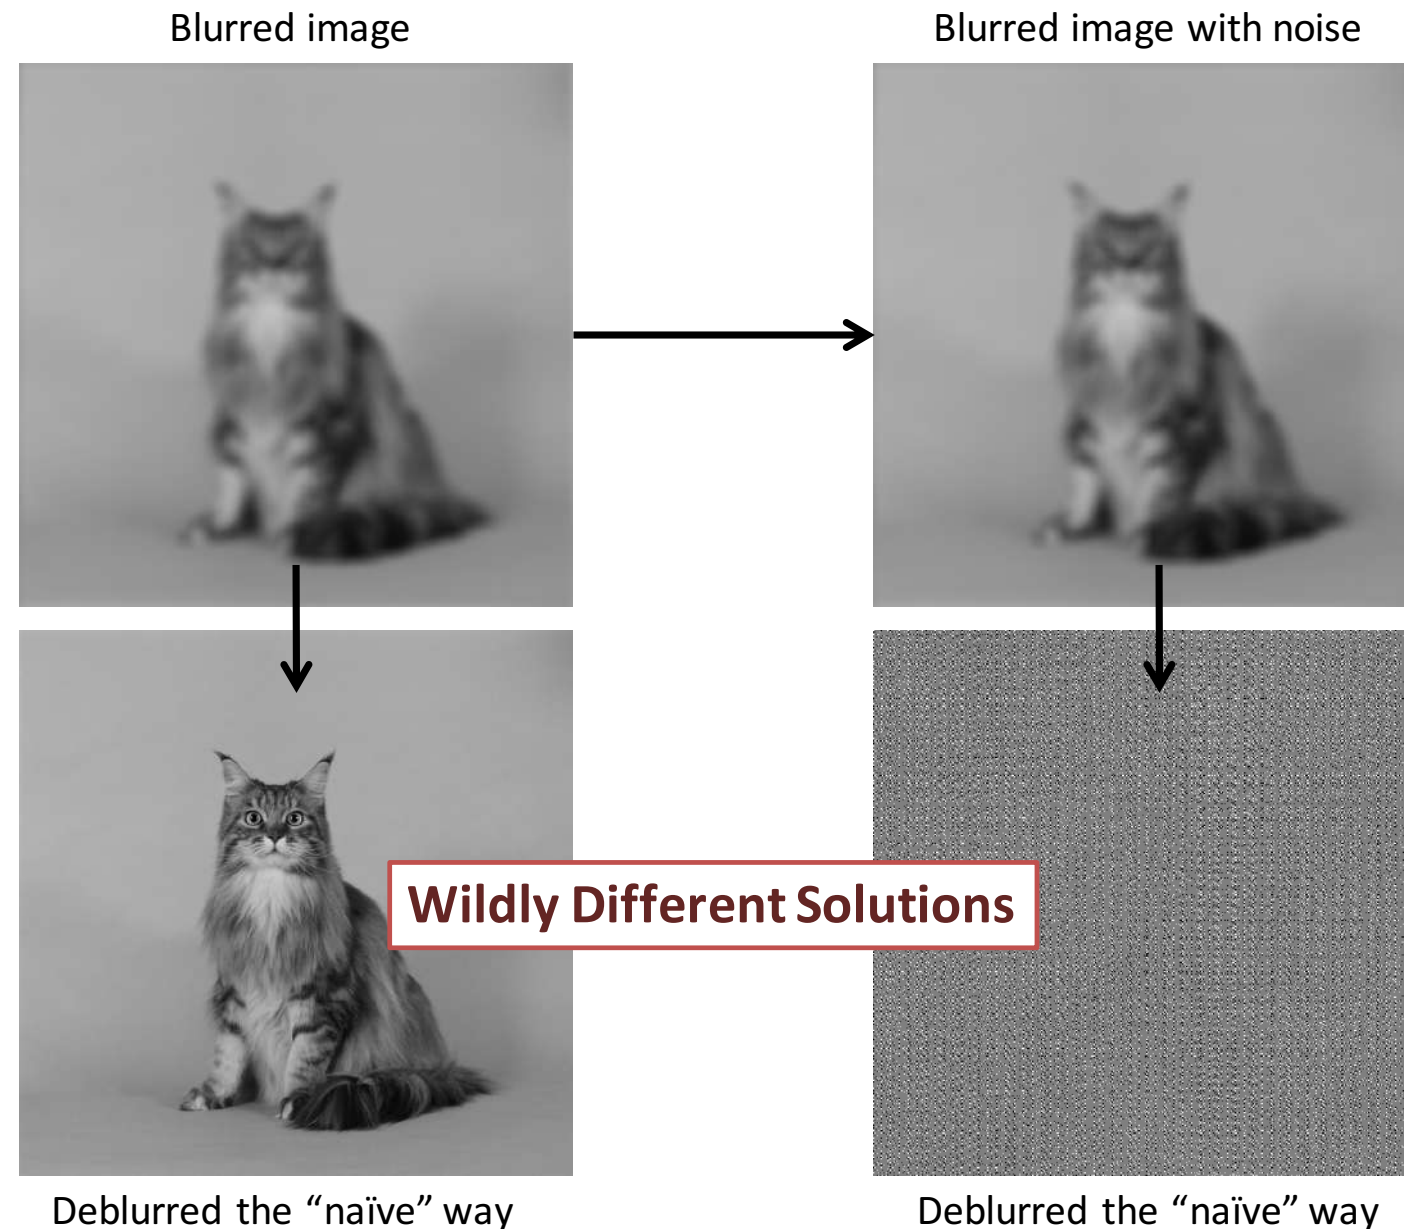 Blurred image
Blurred image with noise
Wildly Different Solutions
Deblurred the “naïve” way
Deblurred the “naïve” way